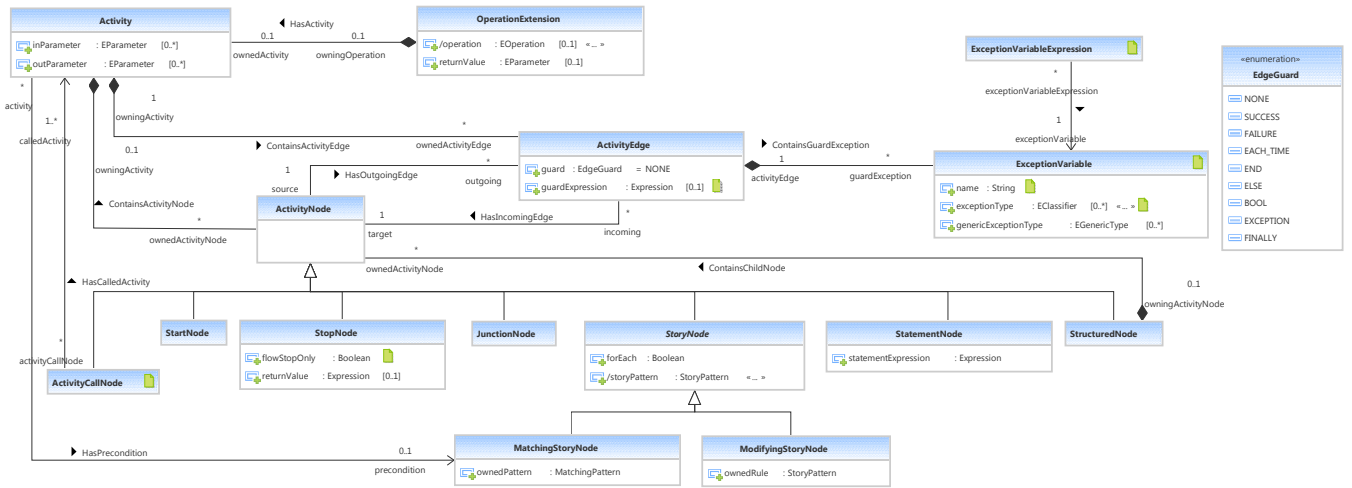 Activity
inParameter : EParameter [0..*]
outParameter : EParameter [0..*]
HasActivity
0..1
ownedActivity
0..1
owningOperation
OperationExtension
/operation : EOperation [0..1] «... »
returnValue : EParameter [0..1]
ExceptionVariableExpression
*
exceptionVariableExpression
1
exceptionVariable
«enumeration»
EdgeGuard
NONE
SUCCESS
FAILURE
EACH_TIME
END
ELSE
BOOL
EXCEPTION
FINALLY
*
activity
1..*
calledActivity
1
owningActivity
0..1
owningActivity
ContainsActivityEdge
*
ownedActivityEdge
ActivityEdge
guard : EdgeGuard = NONE
guardExpression : Expression [0..1]
ContainsGuardException
1
activityEdge
*
guardException
ExceptionVariable
name : String
exceptionType : EClassifier [0..*] «... »
genericExceptionType : EGenericType [0..*]
1
source
HasOutgoingEdge
*
outgoing
ContainsActivityNode
*
ownedActivityNode
ActivityNode
1
target
HasIncomingEdge
*
incoming
*
ownedActivityNode
ContainsChildNode
0..1
owningActivityNode
HasCalledActivity
*
activityCallNode
ActivityCallNode
StartNode
StopNode
flowStopOnly : Boolean
returnValue : Expression [0..1]
JunctionNode
StoryNode
forEach : Boolean
/storyPattern : StoryPattern «... »
StatementNode
statementExpression : Expression
StructuredNode
HasPrecondition
0..1
precondition
MatchingStoryNode
ownedPattern : MatchingPattern
ModifyingStoryNode
ownedRule : StoryPattern